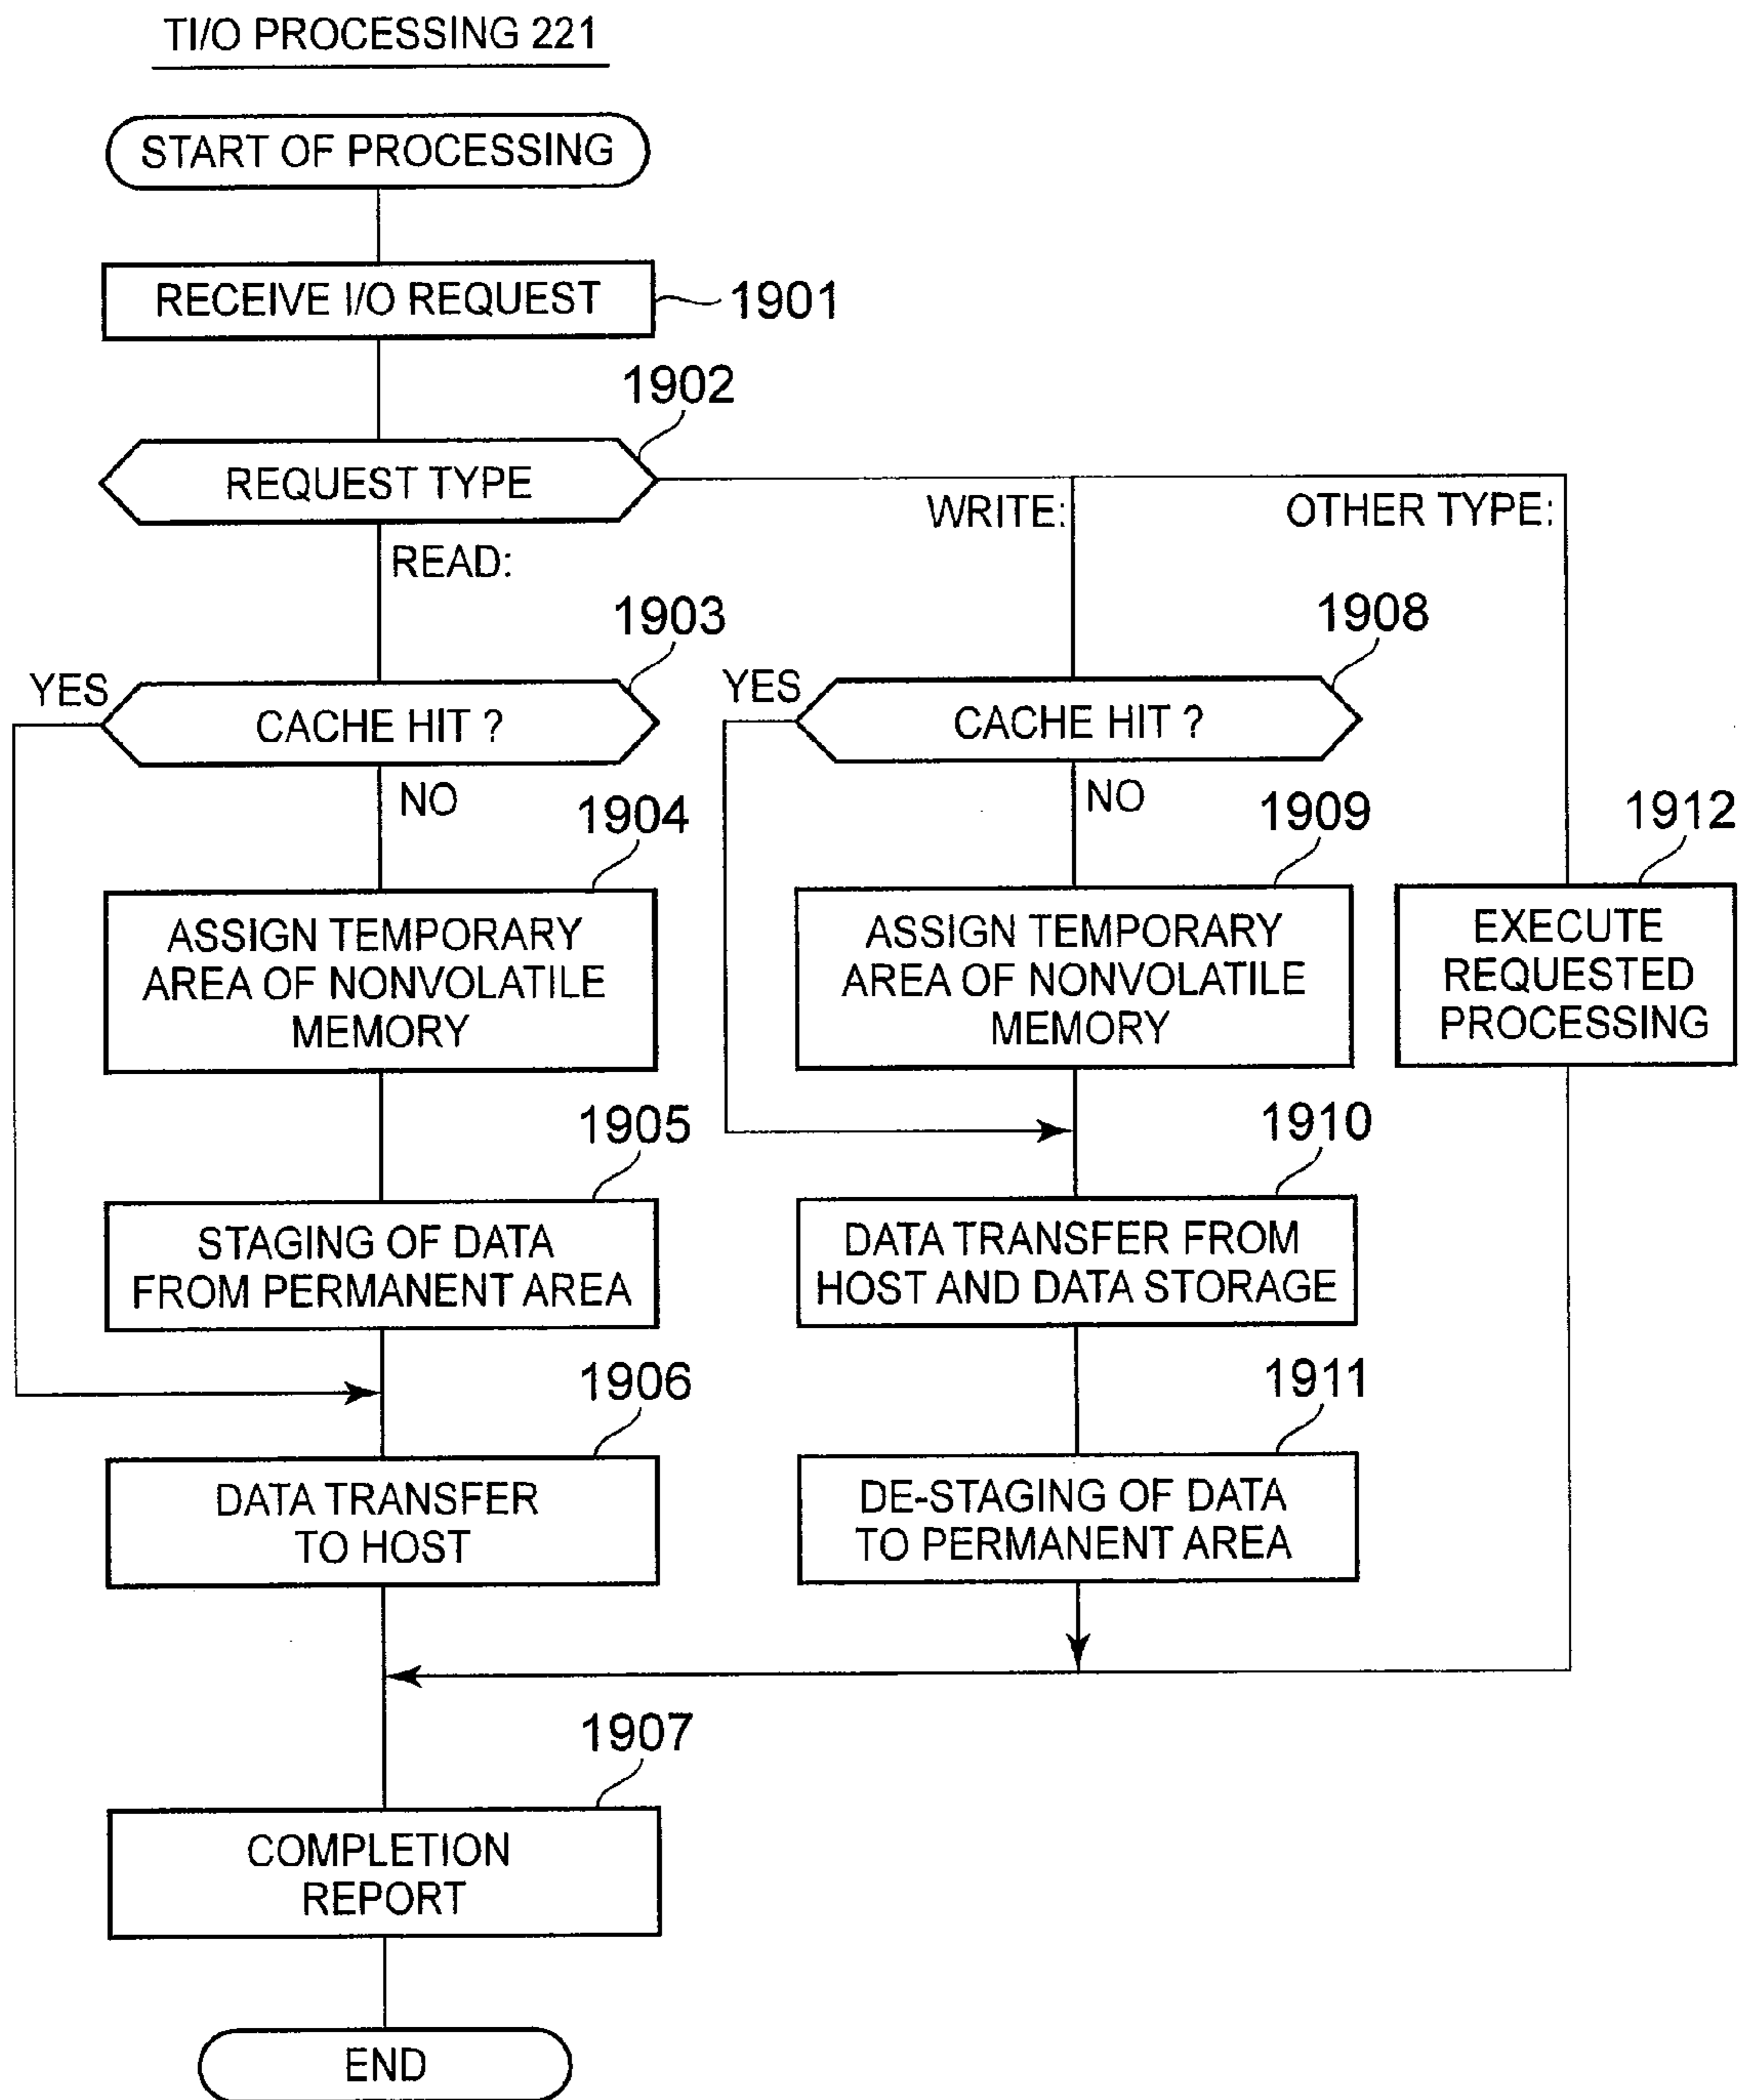 TI/O PROCESSING 221
START OF PROCESSING
RECEIVE I/O REQUEST
1901
1902
REQUEST TYPE
WRITE:
OTHER TYPE:
READ:
1903
1908
YES
CACHE HIT ?
YES
CACHE HIT ?
NO
NO
1904
1909
1912
ASSIGN TEMPORARY
AREA OF NONVOLATILE
MEMORY
ASSIGN TEMPORARY
AREA OF NONVOLATILE
MEMORY
EXECUTE
REQUESTED
PROCESSING
1905
1910
STAGING OF DATA
FROM PERMANENT AREA
DATA TRANSFER FROM
HOST AND DATA STORAGE
1906
1911
DATA TRANSFER
TO HOST
DE-STAGING OF DATA
TO PERMANENT AREA
1907
COMPLETION
REPORT
END